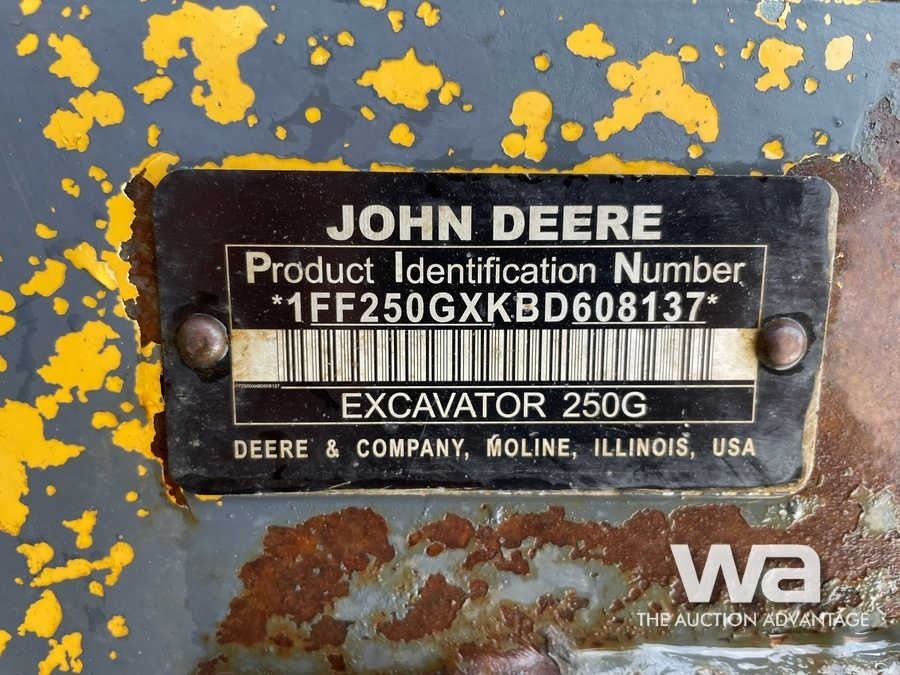 JOHN DEERE
Product Identification Number
*1FF250GXKBD608137*
EXCAVATOR 250G
DEERE & COMPANY, MOLINE, ILLINOIS, USA
wa
THE AUCTION ADVANTAGE